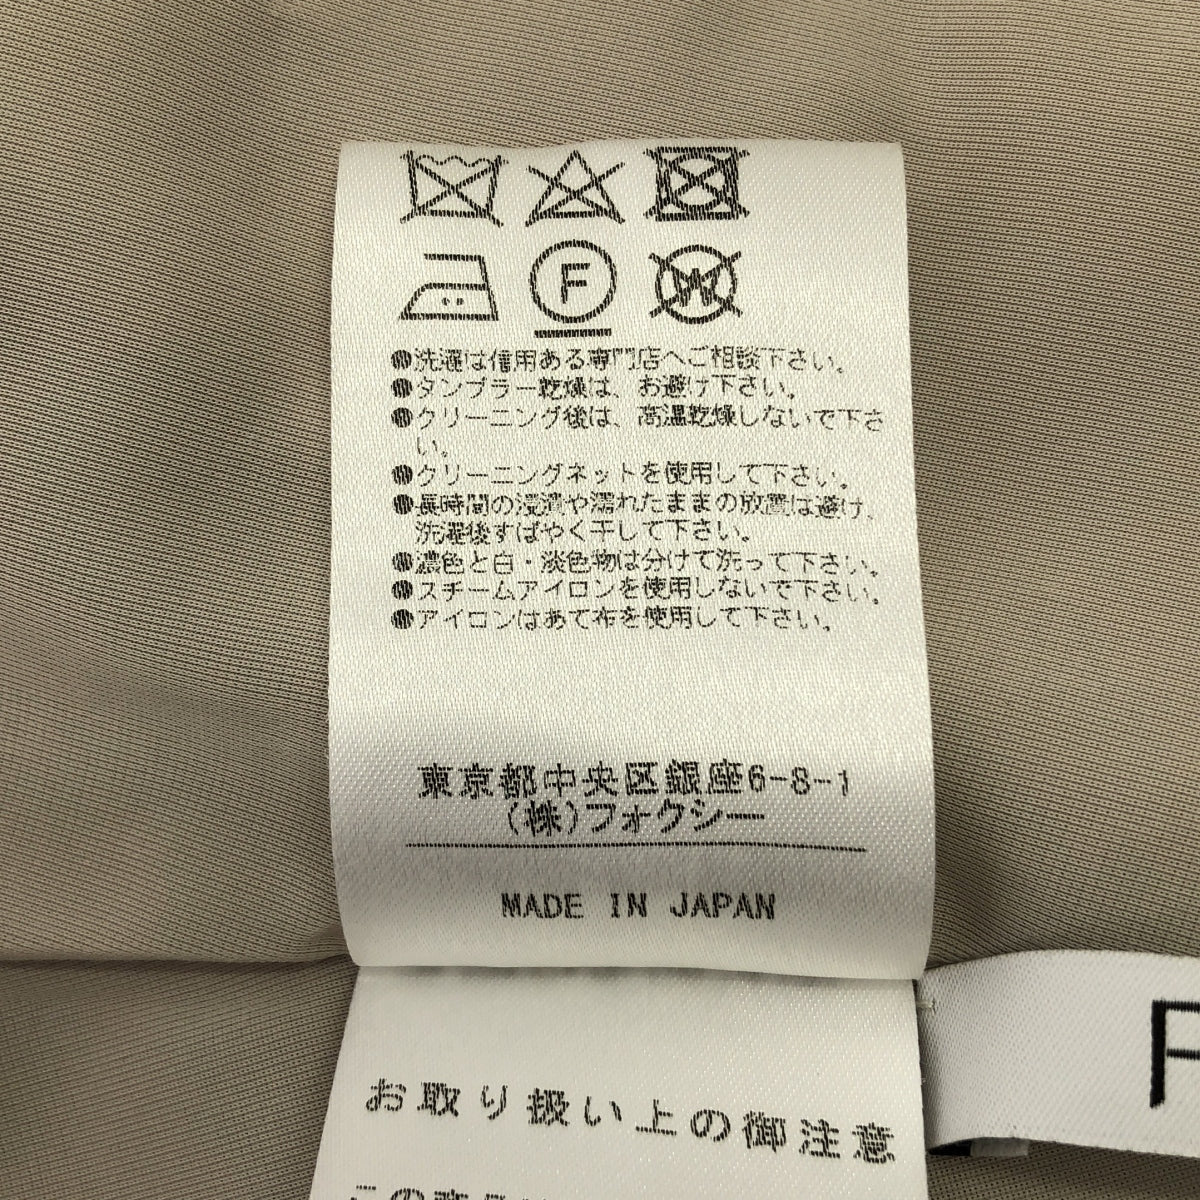 F
W
●洗濯は信用ある専門店へご相談下さい。
●タンブラー乾燥は、お避け下さい。
●クリーニング後は、高温乾燥しないで下さ
い。
●クリーニングネットを使用して下さい。
●長時間の浸漬や濡れたままの放置は避け、
洗濯後すばやく干して下さい。
●濃色と白・淡色物は分けて洗って下さい。
●スチームアイロンを使用しないで下さい。
●アイロンはあて布を使用して下さい。
東京都中央区銀座6-8-1
(株)フォクシー
MADE IN JAPAN
F
お取り扱い上の御注意
この商品